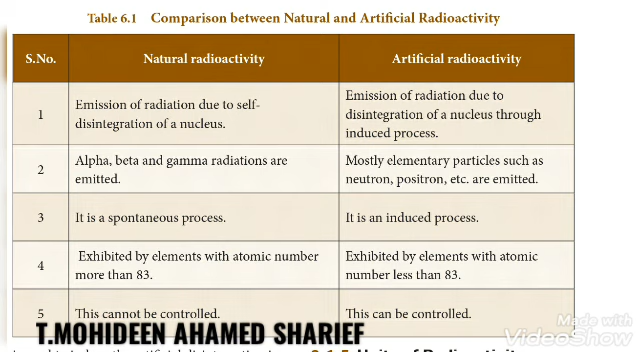 Table 6.1 Comparison between Natural and Artificial Radioactivity
S.No. Natural radioactivity Artificial radioactivity
1 Emission of radiation due to self-
disintegration of a nucleus.
Emission of radiation due to
disintegration of a nucleus through
induced process.
2 Alpha, beta and gamma radiations are
emitted.
Mostly elementary particles such as
neutron, positron, etc. are emitted.
3 It is a spontaneous process. It is an induced process.
4 Exhibited by elements with atomic number
more than 83.
Exhibited by elements with atomic
number less than 83.
5 This cannot be controlled. This can be controlled.
T.MOHIDEEN AHAMED SHARIEF
Made with
VideoShow